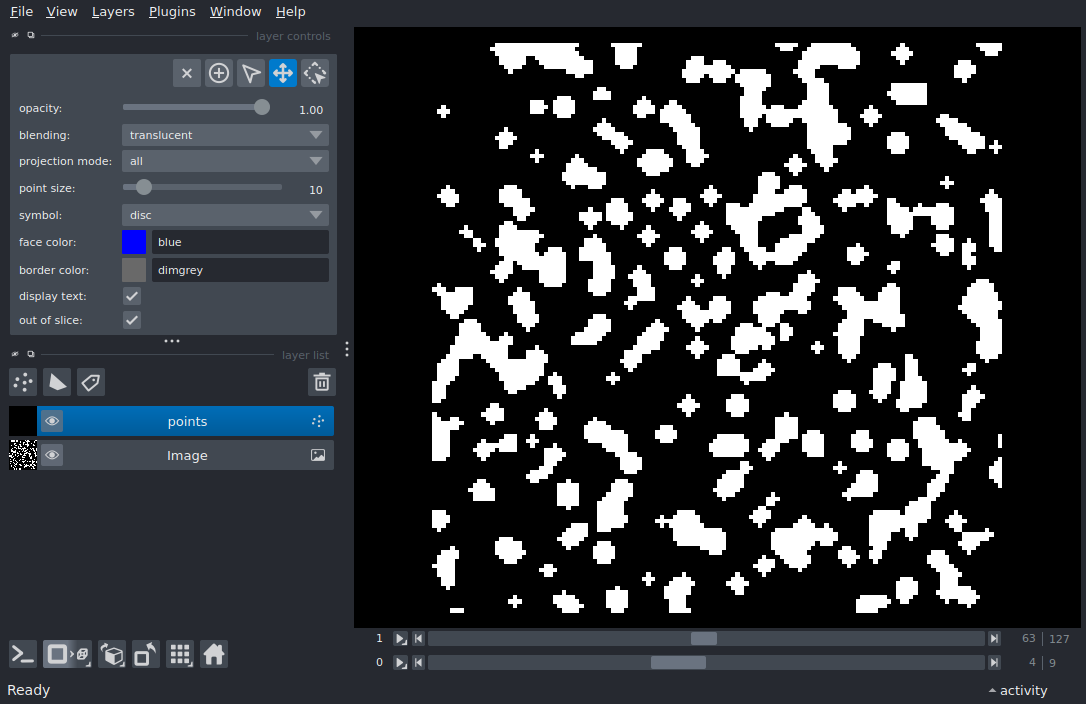 File View Layers Plugins Window Help
layer controls
opacity: 1.00
blending: translucent
projection mode: all
point size: 10
symbol: disc
face color: blue
border color: dimgrey
display text:
out of slice:
layer list
points
Image
1 63 127
0 4 9
Ready
activity